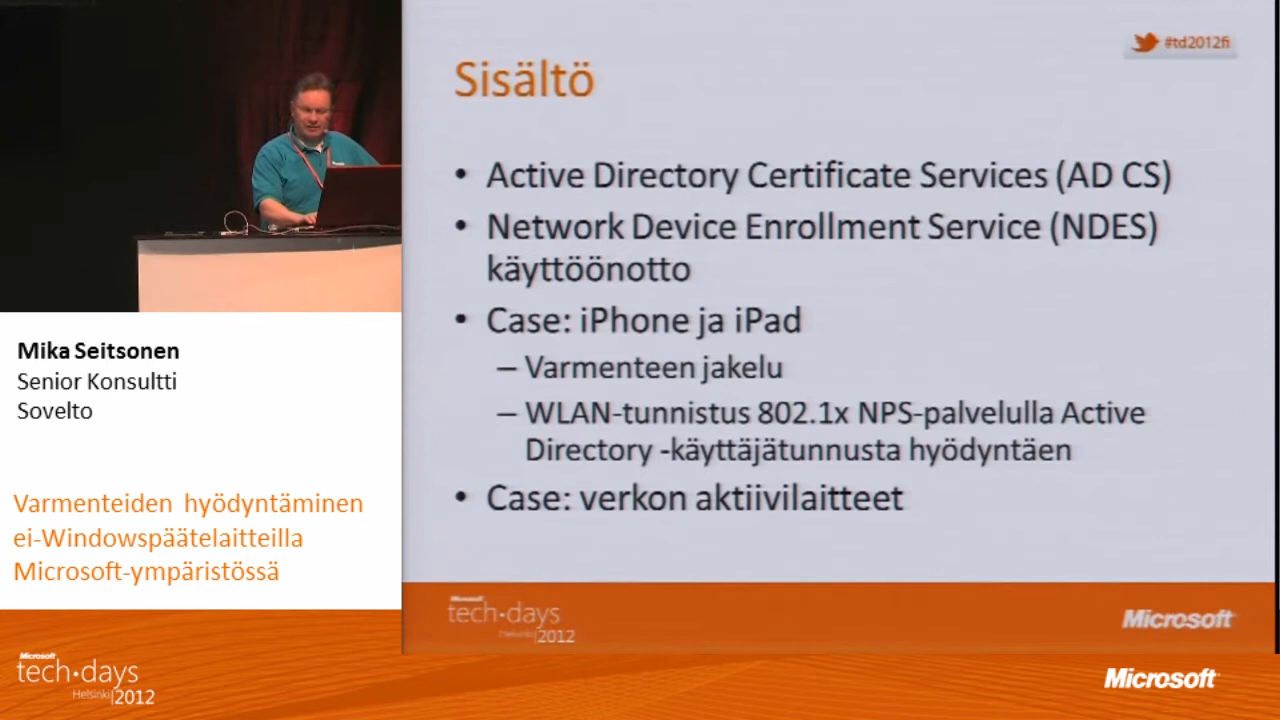 #td2012fi
Sisältö
• Active Directory Certificate Services (AD CS)
• Network Device Enrollment Service (NDES)
käyttöönotto
• Case: iPhone ja iPad
– Varmenteen jakelu
– WLAN-tunnistus 802.1x NPS-palvelulla Active
Directory -käyttäjätunnusta hyödyntäen
• Case: verkon aktiivilaitteet
Microsoft
tech·days
Helsinki|2012
Microsoft
Mika Seitsonen
Senior Konsultti
Sovelto
Varmenteiden hyödyntäminen
ei-Windowspäätelaitteilla
Microsoft-ympäristössä
Microsoft
tech·days
Helsinki|2012
Microsoft